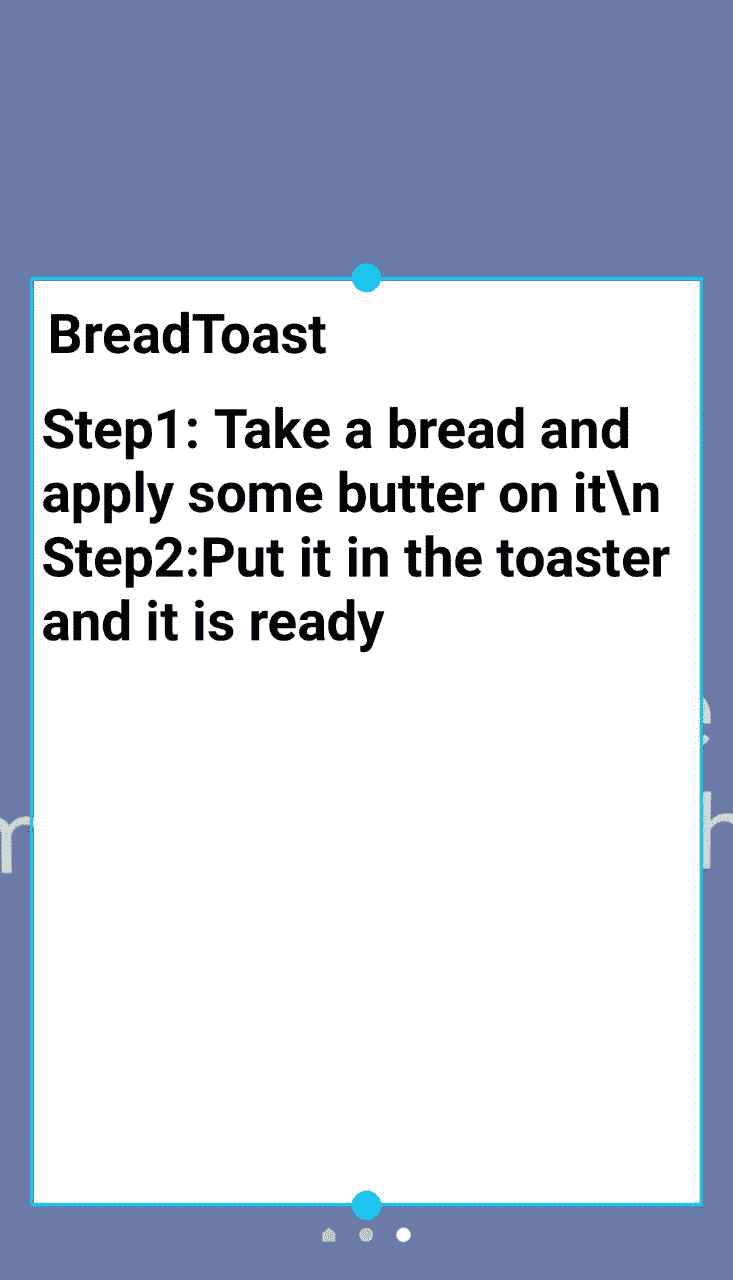 BreadToast
Step1: Take a bread and
apply some butter on it\n
Step2:Put it in the toaster
and it is ready